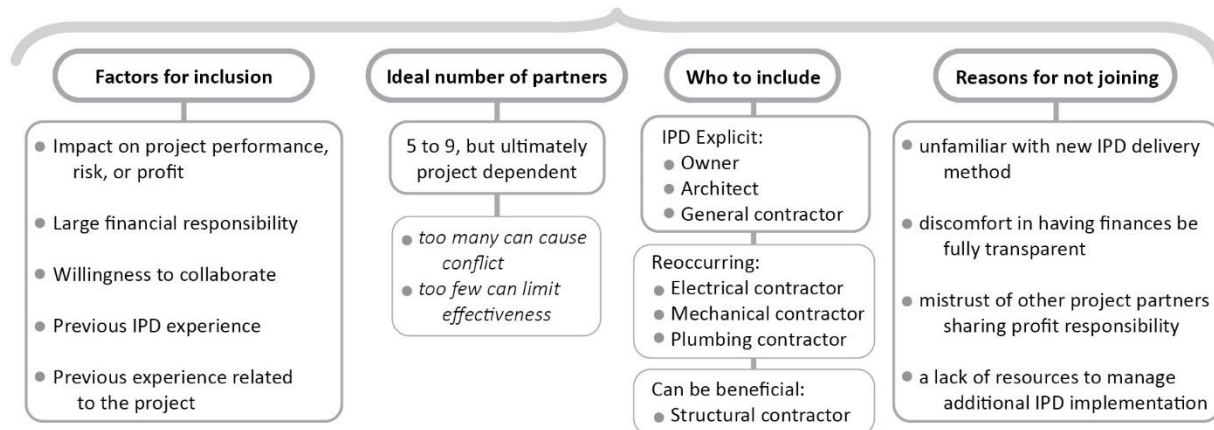 Factors for inclusion
Impact on project performance,
risk, or profit
Large financial responsibility
Willingness to collaborate
Previous IPD experience
Previous experience related
to the project
Ideal number of partners
5 to 9, but ultimately
project dependent
too many can cause
conflict
too few can limit
effectiveness
Who to include
IPD Explicit:
Owner
Architect
General contractor
Reoccurring:
Electrical contractor
Mechanical contractor
Plumbing contractor
Can be beneficial:
Structural contractor
Reasons for not joining
unfamiliar with new IPD delivery
method
discomfort in having finances be
fully transparent
mistrust of other project partners
sharing profit responsibility
a lack of resources to manage
additional IPD implementation